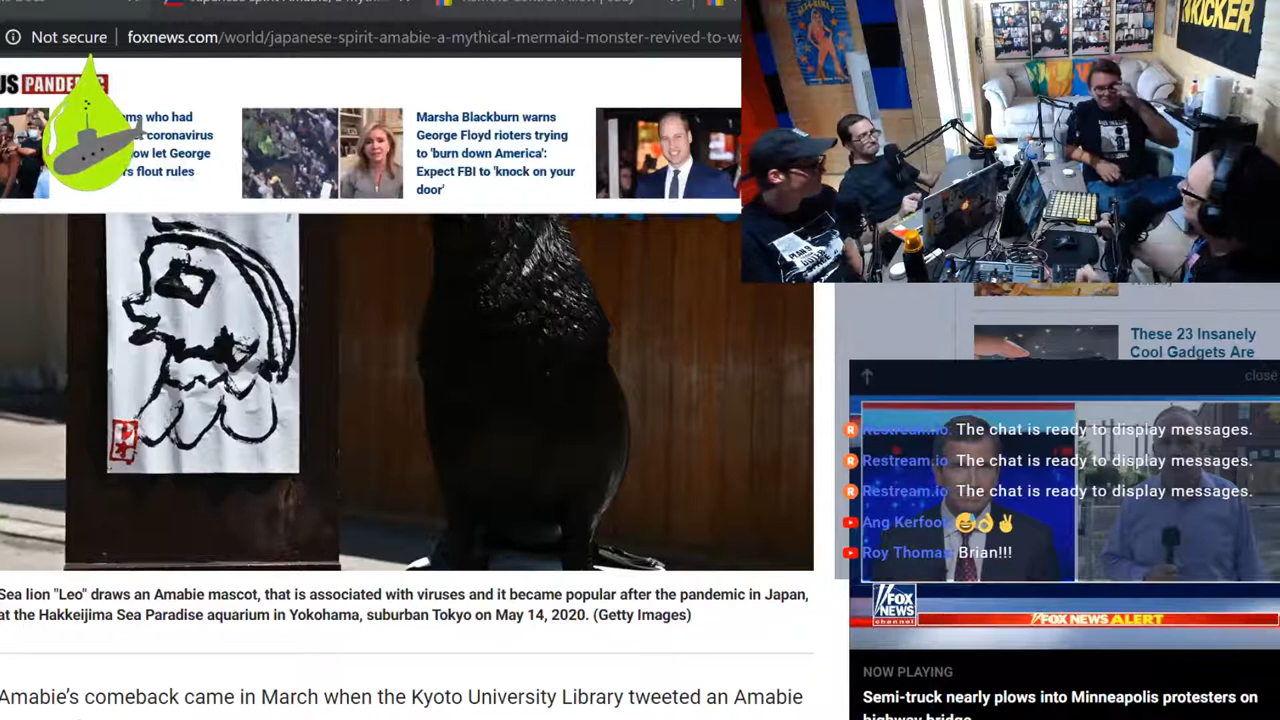 Not secure
foxnews.com/world/japanese-spirit-amabie-a-mythical-mermaid-monster-revived-to-wa
US PANDEMIC
oms who had
coronavirus
ow let George
rs flout rules
Marsha Blackburn warns
George Floyd rioters trying
to 'burn down America':
Expect FBI to 'knock on your
door'
KICKER
These 23 Insanely
Cool Gadgets Are
close
Restream.io The chat is ready to display messages.
Restream.io The chat is ready to display messages.
Restream.io The chat is ready to display messages.
Ang Kerfoot 😅👌✌
Roy Thomas Brian!!!
FOX
NEWS
channel
FOX NEWS ALERT
Sea lion "Leo" draws an Amabie mascot, that is associated with viruses and it became popular after the pandemic in Japan,
at the Hakkeijima Sea Paradise aquarium in Yokohama, suburban Tokyo on May 14, 2020. (Getty Images)
NOW PLAYING
Semi-truck nearly plows into Minneapolis protesters on
highway bridge
Amabie's comeback came in March when the Kyoto University Library tweeted an Amabie